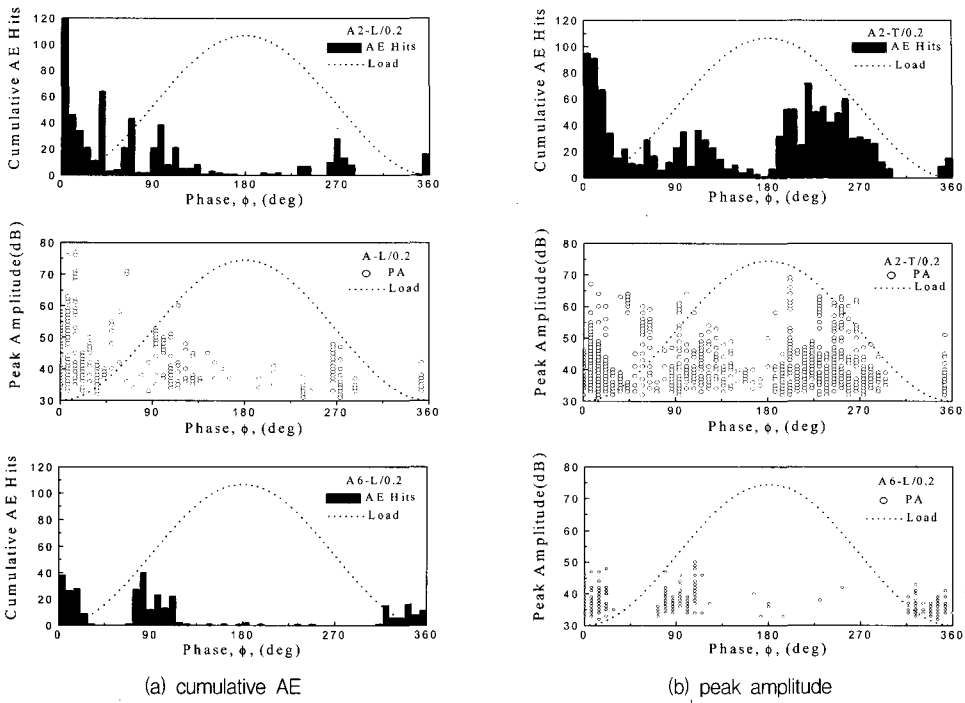 Cumulative AE Hits
120
100
80
60
40
20
0
A2-L/0.2
AE Hits
Load
0 90 180 270 360
Phase, ϕ, (deg)
Cumulative AE Hits
120
100
80
60
40
20
0
A2-T/0.2
AE Hits
Load
0 90 180 270 360
Phase, ϕ, (deg)
Peak Amplitude(dB)
80
70
60
50
40
30
A-L/0.2
PA
Load
0 90 180 270 360
Phase, ϕ, (deg)
Peak Amplitude(dB)
80
70
60
50
40
30
A2-T/0.2
PA
Load
0 90 180 270 360
Phase, ϕ, (deg)
Cumulative AE Hits
120
100
80
60
40
20
0
A6-L/0.2
AE Hits
Load
0 90 180 270 360
Phase, ϕ, (deg)
Peak Amplitude(dB)
80
70
60
50
40
30
A6-L/0.2
PA
Load
0 90 180 270 360
Phase, ϕ, (deg)
(a) cumulative AE
(b) peak amplitude